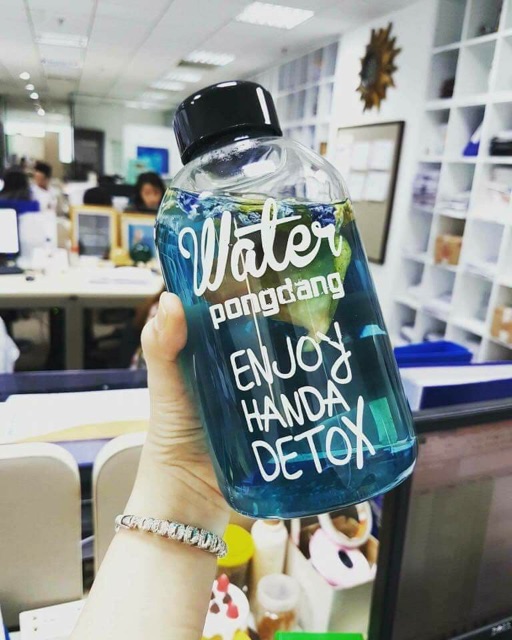 Water
pongdang
ENJOY
HANDA
DETOX